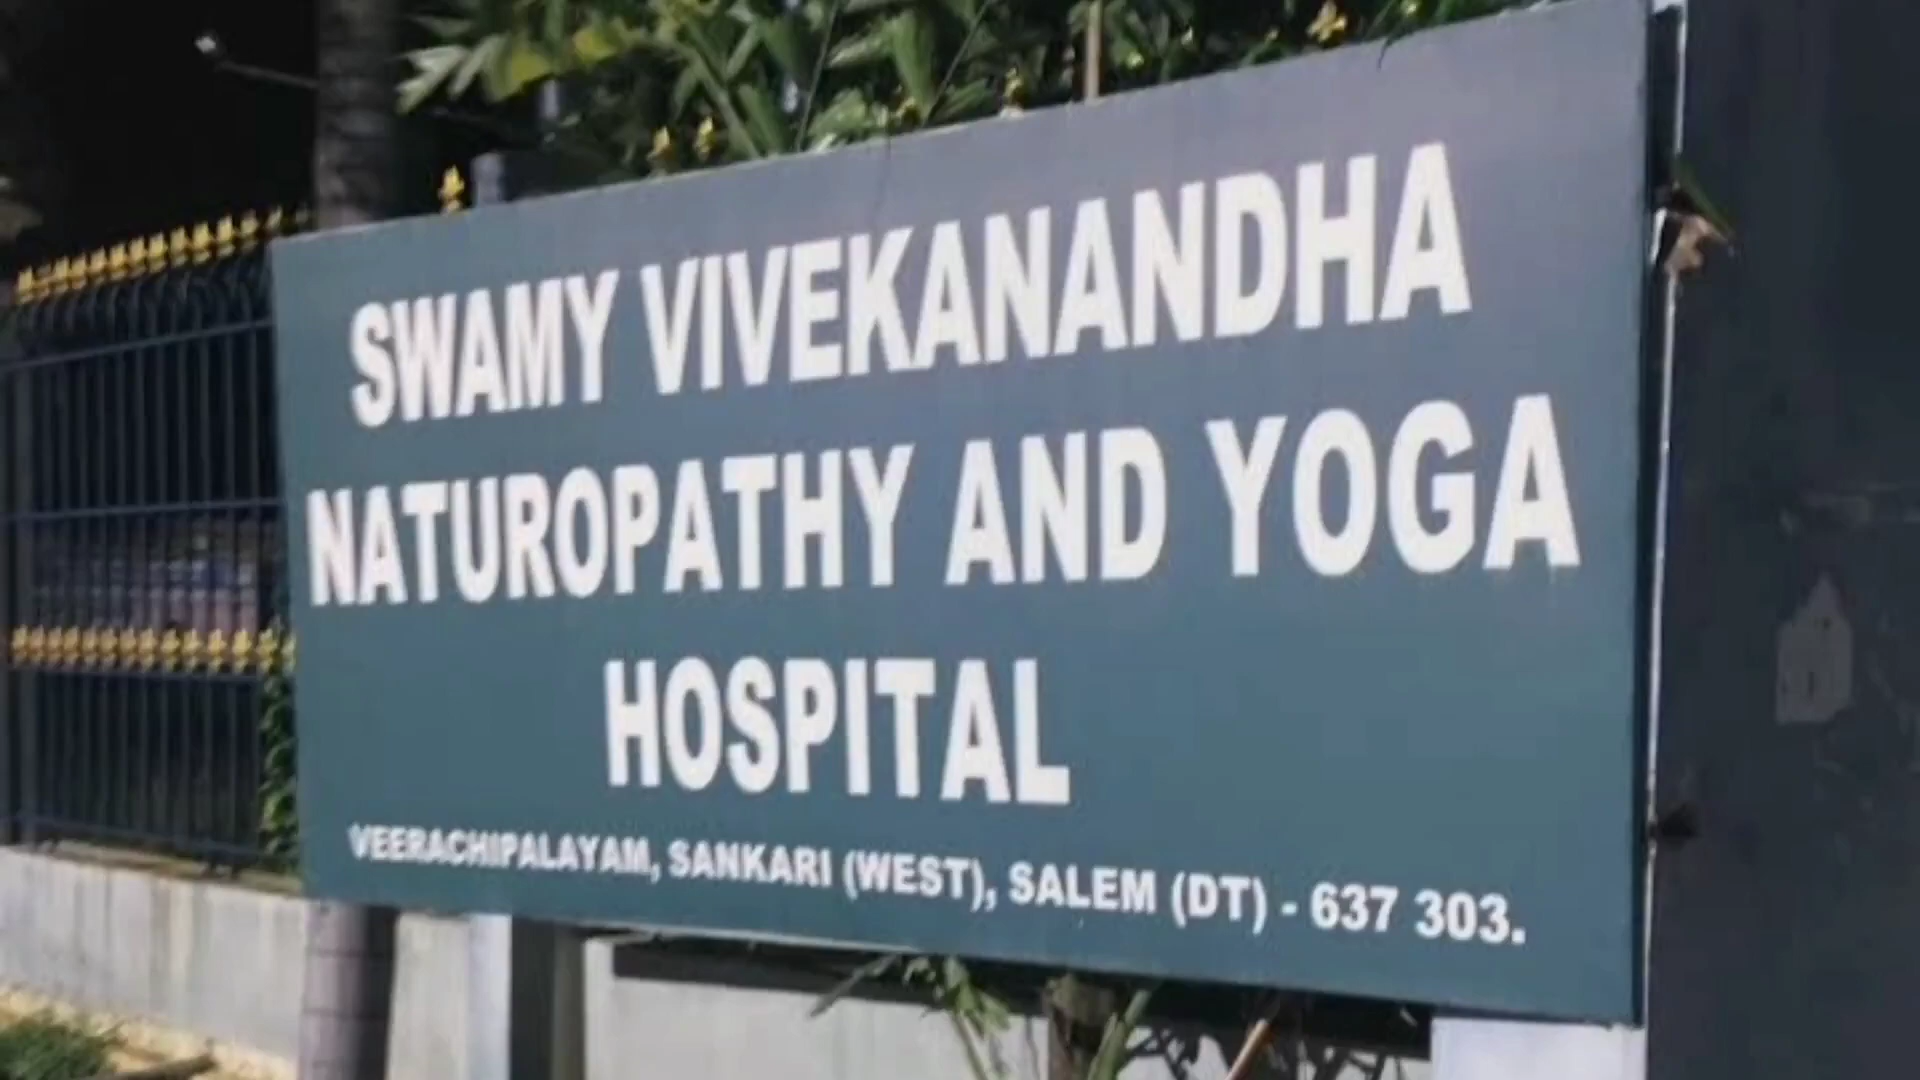 SWAMY VIVEKANANDHA
NATUROPATHY AND YOGA
HOSPITAL
VEERACHIPALAYAM, SANKARI (WEST), SALEM (DT) - 637 303.